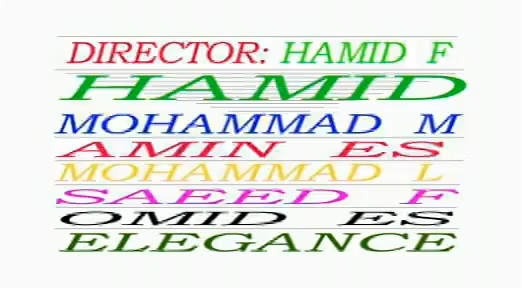 DIRECTOR: HAMID F
HAMID
MOHAMMAD M
AMIN ES
MOHAMMAD L
SAEED F
OMID ES
ELEGANCE